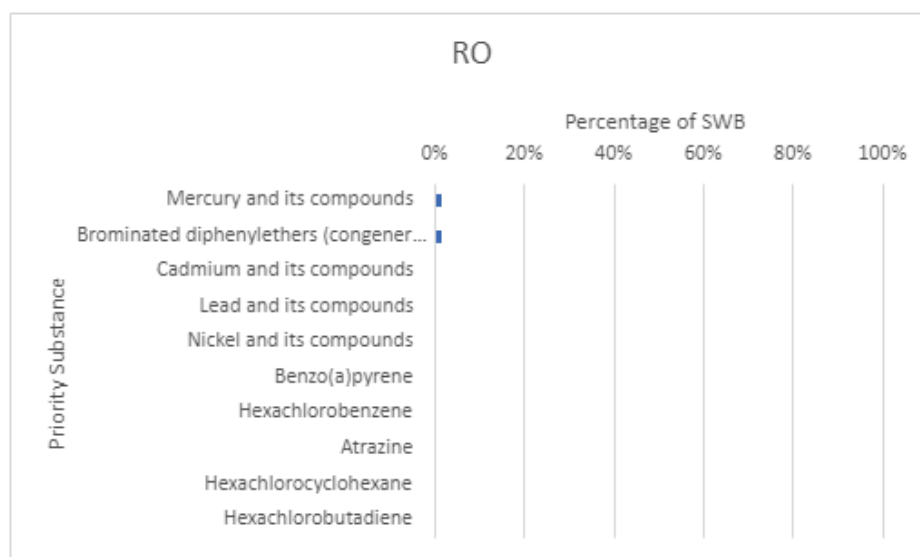 RO
Percentage of SWB
0% 20% 40% 60% 80% 100%
Priority Substance
Mercury and its compounds
Brominated diphenylethers (congener...
Cadmium and its compounds
Lead and its compounds
Nickel and its compounds
Benzo(a)pyrene
Hexachlorobenzene
Atrazine
Hexachlorocyclohexane
Hexachlorobutadiene